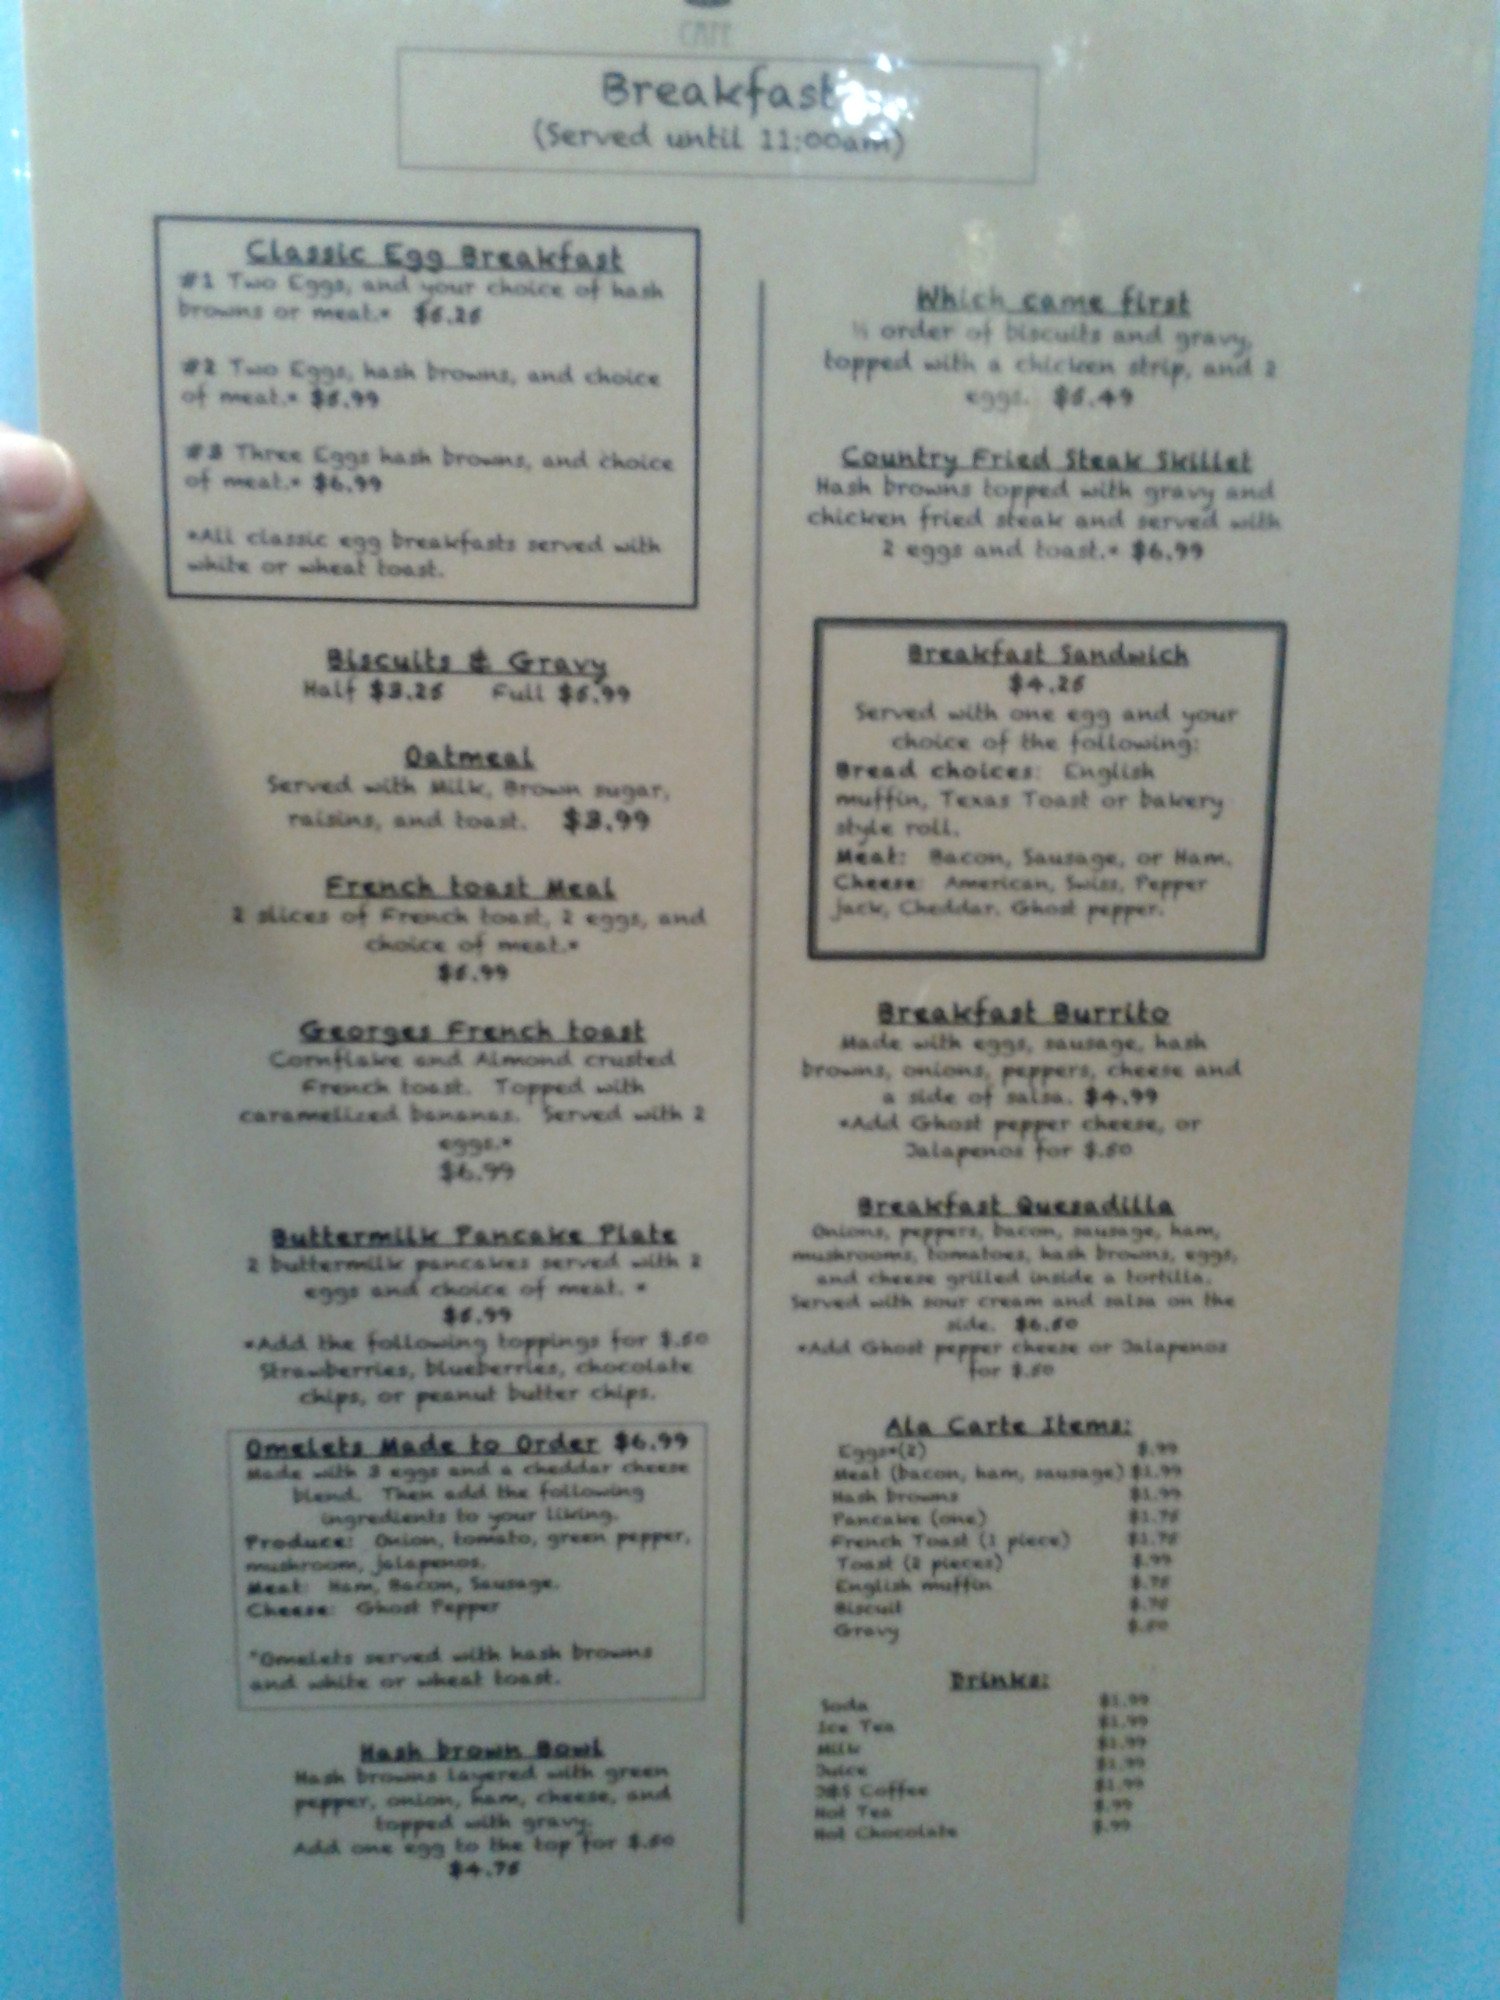 CAFE
Breakfast
(Served until 11:00am)
Classic Egg Breakfast
#1 Two Eggs, and your choice of hash
browns or meat.* $5.25
#2 Two Eggs, hash browns, and choice
of meat.* $5.99
#3 Three Eggs hash browns, and choice
of meat.* $6.99
*All classic egg breakfasts served with
white or wheat toast.
Biscuits & Gravy
Half $3.25 Full $5.99
Oatmeal
Served with Milk, Brown sugar,
raisins, and toast. $3.99
French toast Meal
2 slices of French toast, 2 eggs, and
choice of meat.*
$5.99
Georges French toast
Cornflake and Almond crusted
French toast. Topped with
caramelized bananas. Served with 2
eggs.*
$6.99
Buttermilk Pancake Plate
2 buttermilk pancakes served with 2
eggs and choice of meat. *
$5.99
*Add the following toppings for $.50
Strawberries, blueberries, chocolate
chips, or peanut butter chips.
Omelets Made to Order $6.99
Made with 3 eggs and a cheddar cheese
blend. Then add the following
ingredients to your liking.
Produce: Onion, tomato, green pepper,
mushroom, jalapenos.
Meat: Ham, Bacon, Sausage.
Cheese: Ghost Pepper
*Omelets served with hash browns
and white or wheat toast.
Hash brown Bowl
Hash browns layered with green
pepper, onion, ham, cheese, and
topped with gravy.
Add one egg to the top for $.50
$4.75
Which came first
½ order of biscuits and gravy,
topped with a chicken strip, and 2
eggs. $5.49
Country Fried Steak Skillet
Hash browns topped with gravy and
chicken fried steak and served with
2 eggs and toast.* $6.99
Breakfast Sandwich
$4.25
Served with one egg and your
choice of the following:
Bread choices: English
muffin, Texas Toast or bakery
style roll.
Meat: Bacon, Sausage, or Ham.
Cheese: American, Swiss, Pepper
Jack, Cheddar, Ghost pepper.
Breakfast Burrito
Made with eggs, sausage, hash
browns, onions, peppers, cheese and
a side of salsa. $4.99
*Add Ghost pepper cheese, or
Jalapenos for $.50
Breakfast Quesadilla
Onions, peppers, bacon, sausage, ham,
mushrooms, tomatoes, hash browns, eggs,
and cheese grilled inside a tortilla.
Served with sour cream and salsa on the
side. $6.50
*Add Ghost pepper cheese or Jalapenos
for $.50
Ala Carte Items:
Eggs*(2) $.99
Meat (bacon, ham, sausage) $1.99
Hash browns $1.99
Pancake (one) $1.75
French Toast (1 piece) $1.75
Toast (2 pieces) $.99
English muffin $.75
Biscuit $.75
Gravy $.50
Drinks:
Soda $1.99
Ice Tea $1.99
Milk $1.99
Juice $1.99
Coffee $1.99
Hot Tea $.99
Hot Chocolate $.99